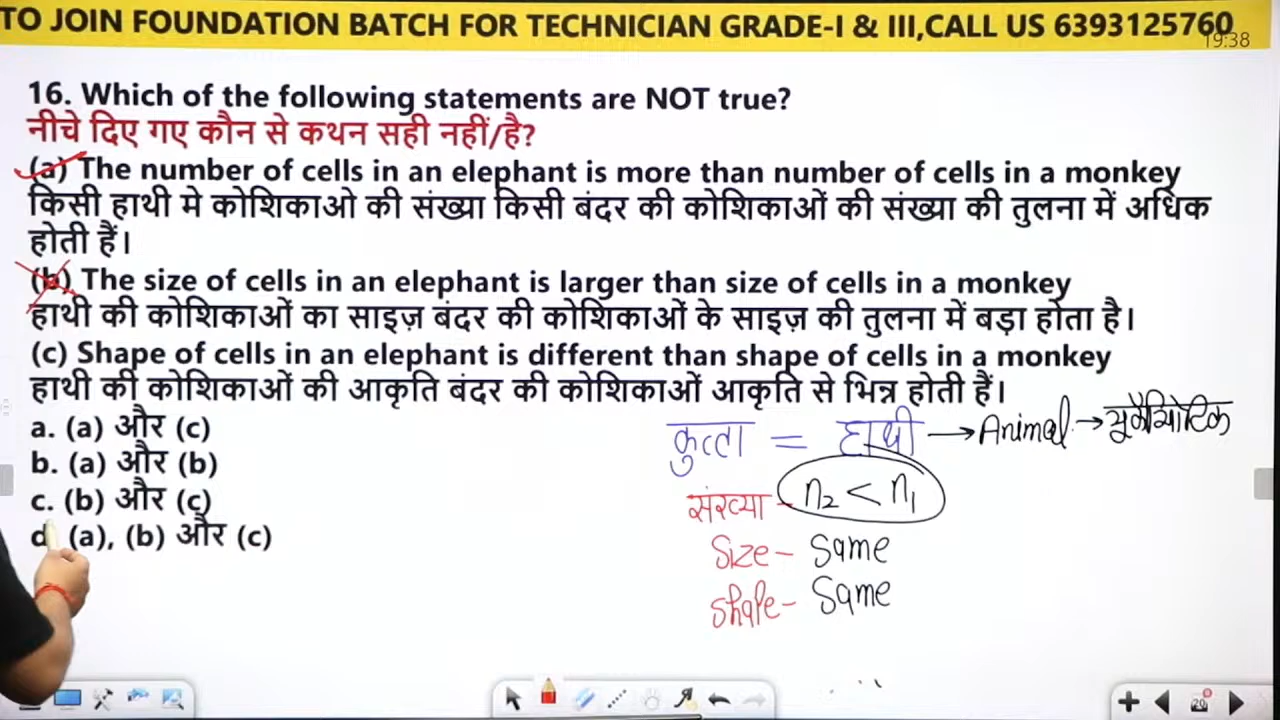 TO JOIN FOUNDATION BATCH FOR TECHNICIAN GRADE-I & III,CALL US 6393125760
19:38
16. Which of the following statements are NOT true?
नीचे दिए गए कौन से कथन सही नहीं/है?
(a) The number of cells in an elephant is more than number of cells in a monkey
किसी हाथी मे कोशिकाओ की संख्या किसी बंदर की कोशिकाओं की संख्या की तुलना में अधिक
होती हैं।
(b) The size of cells in an elephant is larger than size of cells in a monkey
हाथी की कोशिकाओं का साइज़ बंदर की कोशिकाओं के साइज़ की तुलना में बड़ा होता है।
(c) Shape of cells in an elephant is different than shape of cells in a monkey
हाथी की कोशिकाओं की आकृति बंदर की कोशिकाओं आकृति से भिन्न होती हैं।
a. (a) और (c)
b. (a) और (b)
c. (b) और (c)
d (a), (b) और (c)
कुत्ता = हाथी → Animal →
संख्या - n₂ < n₁
Size - Same
Shape - Same
20